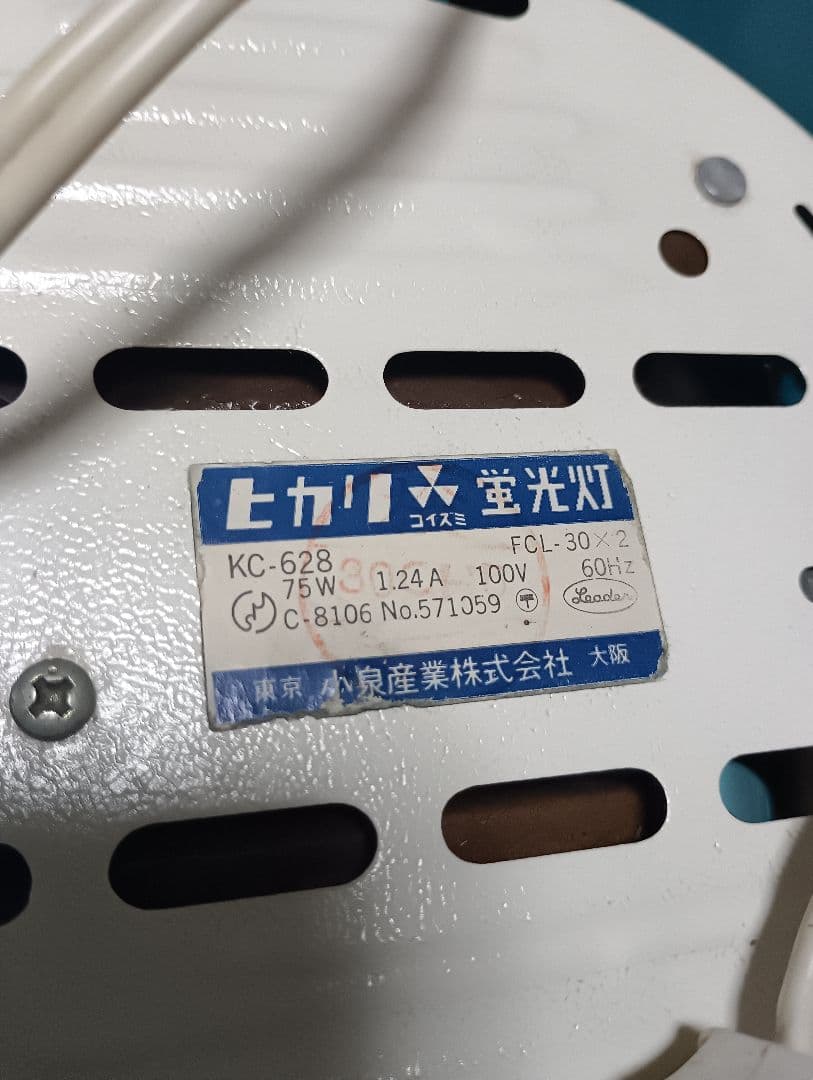 ヒカリ コイズミ 蛍光灯
KC-628 FCL-30×2
75W 1.24A 100V 60Hz
C-8106 No.571059 〒 Leader
東京 小泉産業株式会社 大阪